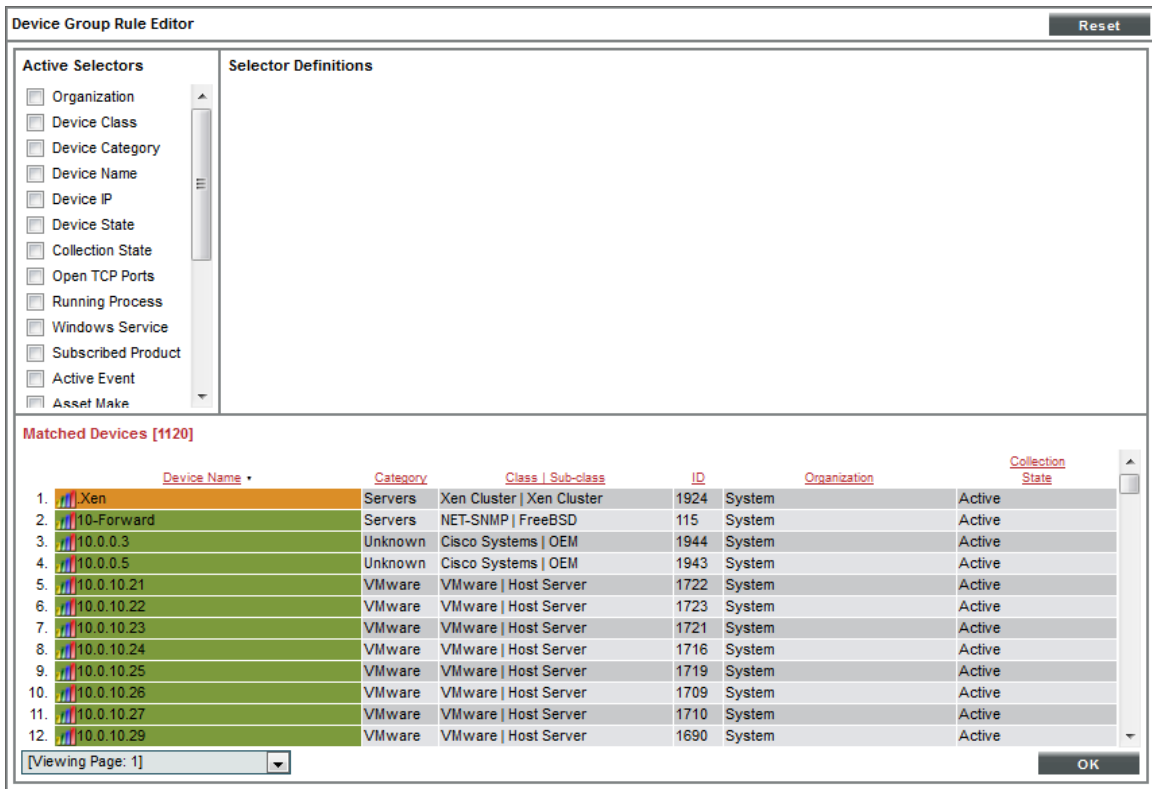 Device Group Rule Editor
Reset
Active Selectors
Organization
Device Class
Device Category
Device Name
Device IP
Device State
Collection State
Open TCP Ports
Running Process
Windows Service
Subscribed Product
Active Event
Asset Make
Selector Definitions
Matched Devices [1120]
Device Name Category Class | Sub-class ID Organization Collection State
1. .Xen Servers Xen Cluster | Xen Cluster 1924 System Active
2. 10-Forward Servers NET-SNMP | FreeBSD 115 System Active
3. 10.0.0.3 Unknown Cisco Systems | OEM 1944 System Active
4. 10.0.0.5 Unknown Cisco Systems | OEM 1943 System Active
5. 10.0.10.21 VMware VMware | Host Server 1722 System Active
6. 10.0.10.22 VMware VMware | Host Server 1723 System Active
7. 10.0.10.23 VMware VMware | Host Server 1721 System Active
8. 10.0.10.24 VMware VMware | Host Server 1716 System Active
9. 10.0.10.25 VMware VMware | Host Server 1719 System Active
10. 10.0.10.26 VMware VMware | Host Server 1709 System Active
11. 10.0.10.27 VMware VMware | Host Server 1710 System Active
12. 10.0.10.29 VMware VMware | Host Server 1690 System Active
[Viewing Page: 1]
OK